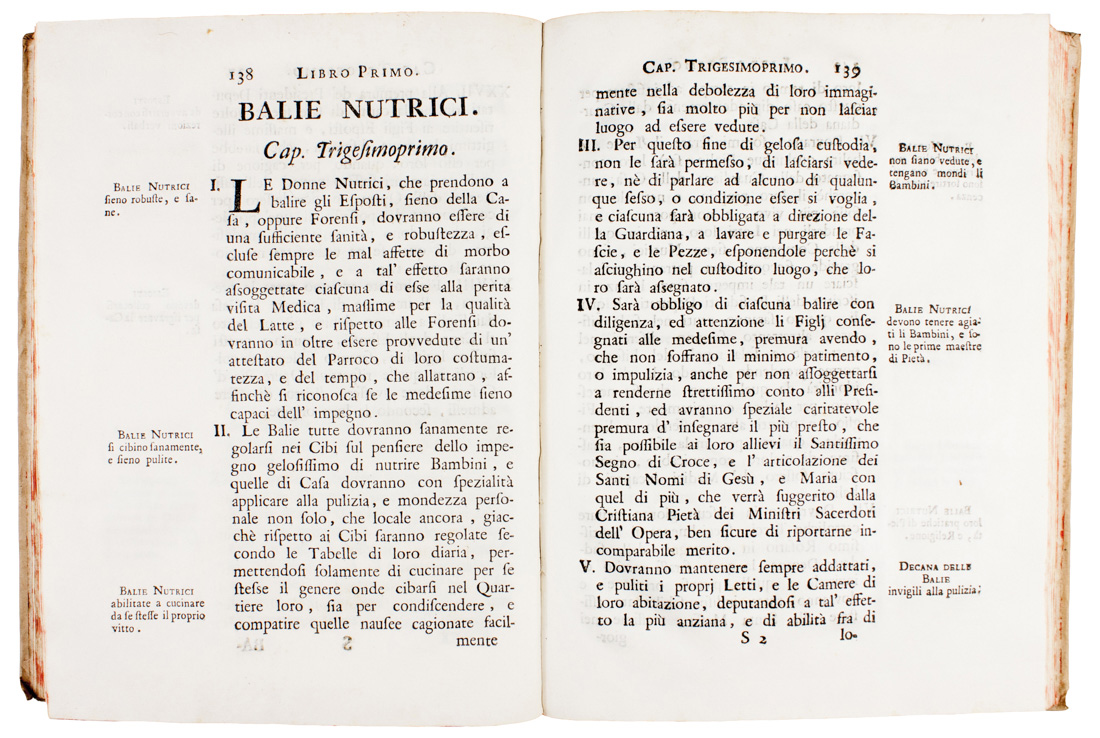 138 LIBRO PRIMO.
BALIE NUTRICI.
Cap. Trigeſimoprimo.
BALIE NUTRICI
ſieno robuſte, e ſa-
ne.
I. LE Donne Nutrici, che prendono a
balire gli Eſpoſti, ſieno della Ca-
ſa, oppure Forenſi, dovranno eſſere di
una ſufficiente ſanità, e robuſtezza, eſ-
cluſe ſempre le mal affette di morbo
comunicabile, e a tal' effetto ſaranno
aſſoggettate ciaſcuna di eſſe alla perita
viſita Medica, maſſime per la qualità
del Latte, e riſpetto alle Forenſi do-
vranno in oltre eſſere provvedute di un'
atteſtato del Parroco di loro coſtuma-
tezza, e del tempo, che allattano, aſ-
finchè ſi riconoſca ſe le medeſime ſieno
capaci dell' impegno.
BALIE NUTRICI
ſi cibino ſanamente,
e ſieno pulite.
II. Le Balie tutte dovranno ſanamente re-
golarſi nei Cibi ſul penſiere dello impe-
gno geloſiſſimo di nutrire Bambini, e
quelle di Caſa dovranno con ſpezialità
applicare alla pulizia, e mondezza perſo-
nale non ſolo, che locale ancora, giac-
chè riſpetto ai Cibi ſaranno regolate ſe-
condo le Tabelle di loro diaria, per-
mettendoſi ſolamente di cucinare per ſe
ſteſse il genere onde cibarſi nel Quar-
tiere loro, ſia per condiſcendere, e
compatire quelle nauſee cagionate facil-
BALIE NUTRICI
abilitate a cucinare
da ſe ſteſſe il proprio
vitto.
mente
CAP. TRIGESIMOPRIMO. 139
mente nella debolezza di loro immagi-
native, ſia molto più per non laſciar
luogo ad eſsere vedute.
III. Per queſto fine di geloſa cuſtodia,
non le ſarà permeſso, di laſciarsi vede-
re, nè di parlare ad alcuno di qualun-
que ſeſso, o condizione eſser ſi voglia,
e ciaſcuna ſarà obbligata a direzione del-
la Guardiana, a lavare e purgare le Fa-
ſcie, e le Pezze, eſponendole perchè ſi
aſciughino nel cuſtodito luogo, che lo-
ro ſarà aſsegnato.
BALIE NUTRICI
non ſiano vedute, e
tengano mondi li
Bambini.
IV. Sarà obbligo di ciaſcuna balire con
diligenza, ed attenzione li Figlj conſe-
gnati alle medeſime, premura avendo,
che non ſoffrano il minimo patimento,
o impulizia, anche per non aſſoggettarſi
a renderne ſtrettiſſimo conto alli Preſi-
denti, ed avranno ſpeziale caritatevole
premura d' inſegnare il più preſto, che
ſia poſſibile ai loro allievi il Santiſſimo
Segno di Croce, e l' articolazione dei
Santi Nomi di Gesù, e Maria con
quel di più, che verrà ſuggerito dalla
Criſtiana Pietà dei Miniſtri Sacerdoti
dell' Opera, ben ſicure di riportarne in-
comparabile merito.
BALIE NUTRICI
devono tenere agia-
ti li Bambini, e ſo-
no le prime maeſtre
di Pietà.
V. Dovranno mantenere ſempre addattati,
e puliti i proprj Letti, e le Camere di
loro abitazione, deputandoſi a tal' effet-
to la più anziana, e di abilità fra di
DECANA DELLE
BALIE
invigili alla pulizia.
S 2 lo-